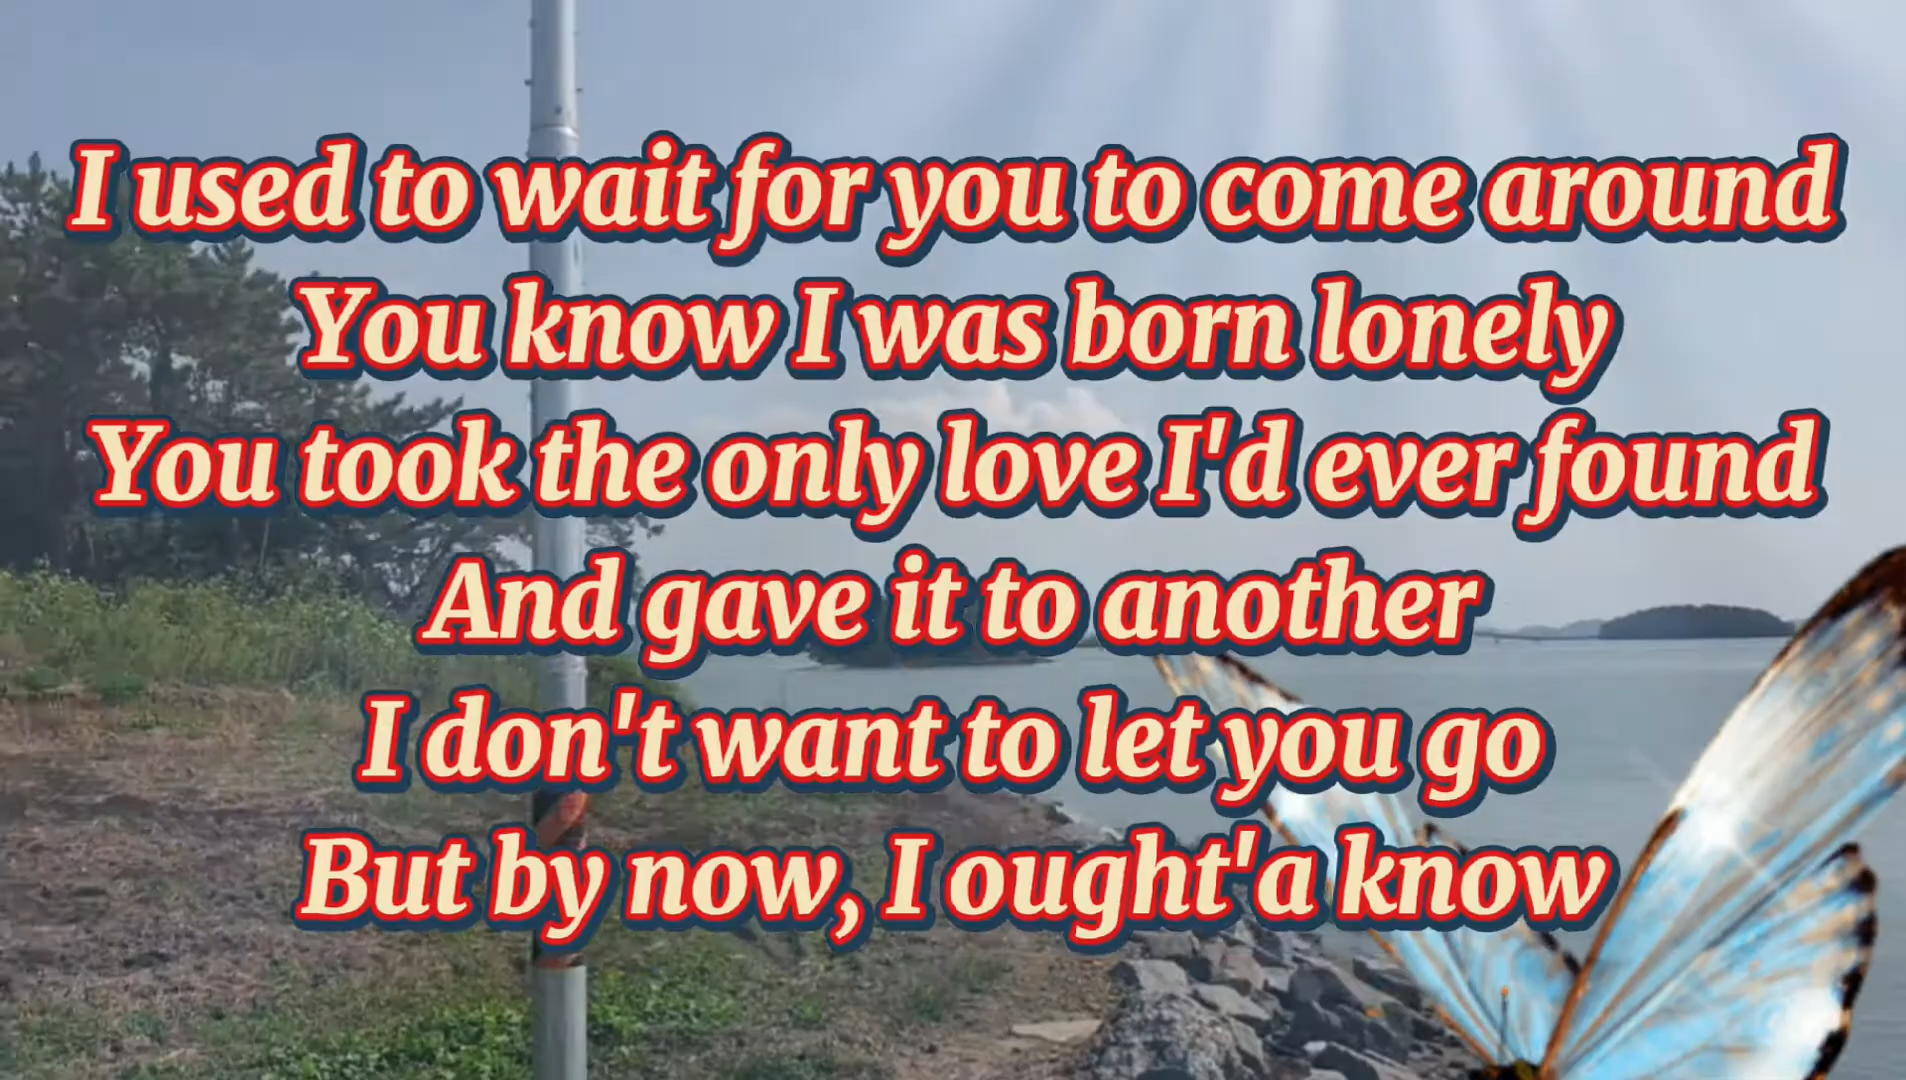 I used to wait for you to come around
You know I was born lonely
You took the only love I'd ever found
And gave it to another
I don't want to let you go
But by now, I ought'a know